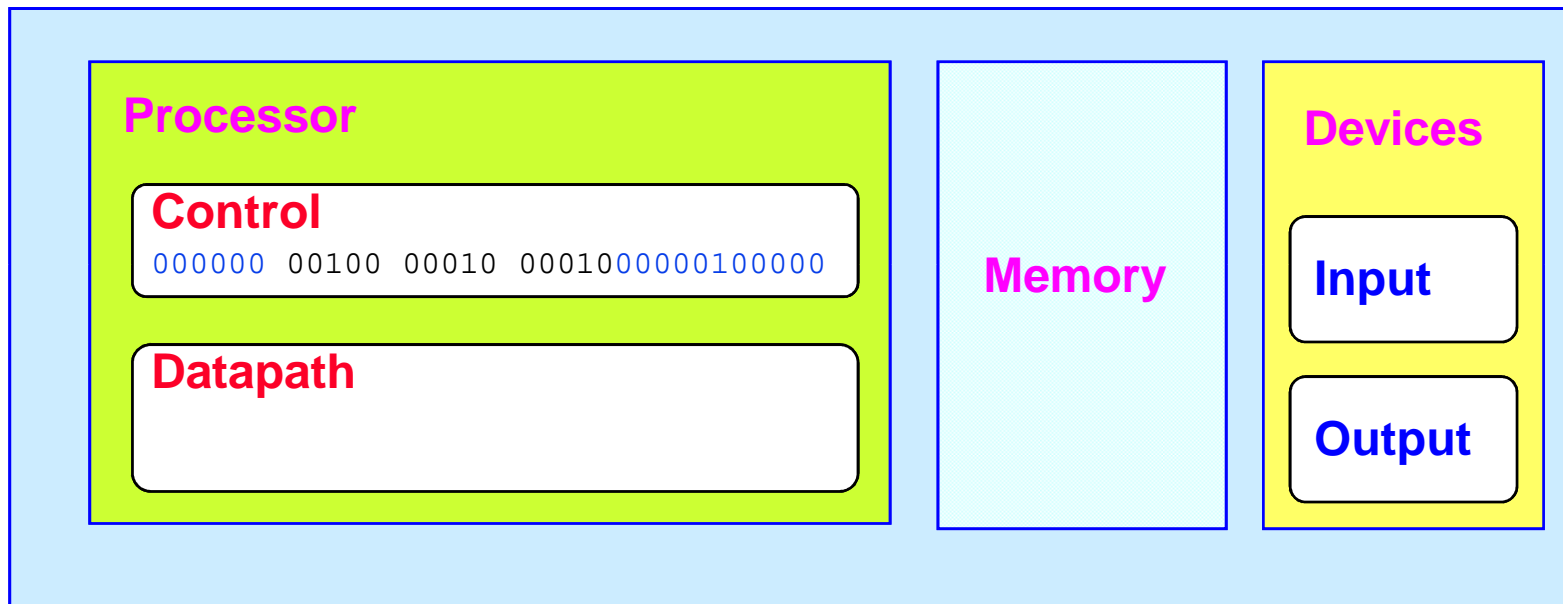 Processor
Control
000000 00100 00010 0001000000100000
Datapath
Memory
Devices
Input
Output